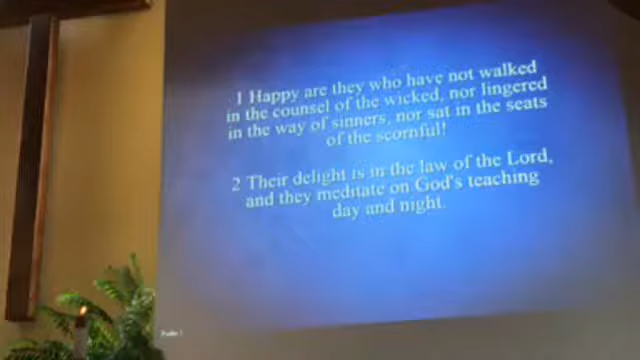 1 Happy are they who have not walked
in the counsel of the wicked, nor lingered
in the way of sinners, nor sat in the seats
of the scornful!
2 Their delight is in the law of the Lord,
and they meditate on God's teaching
day and night.
Psalm 1